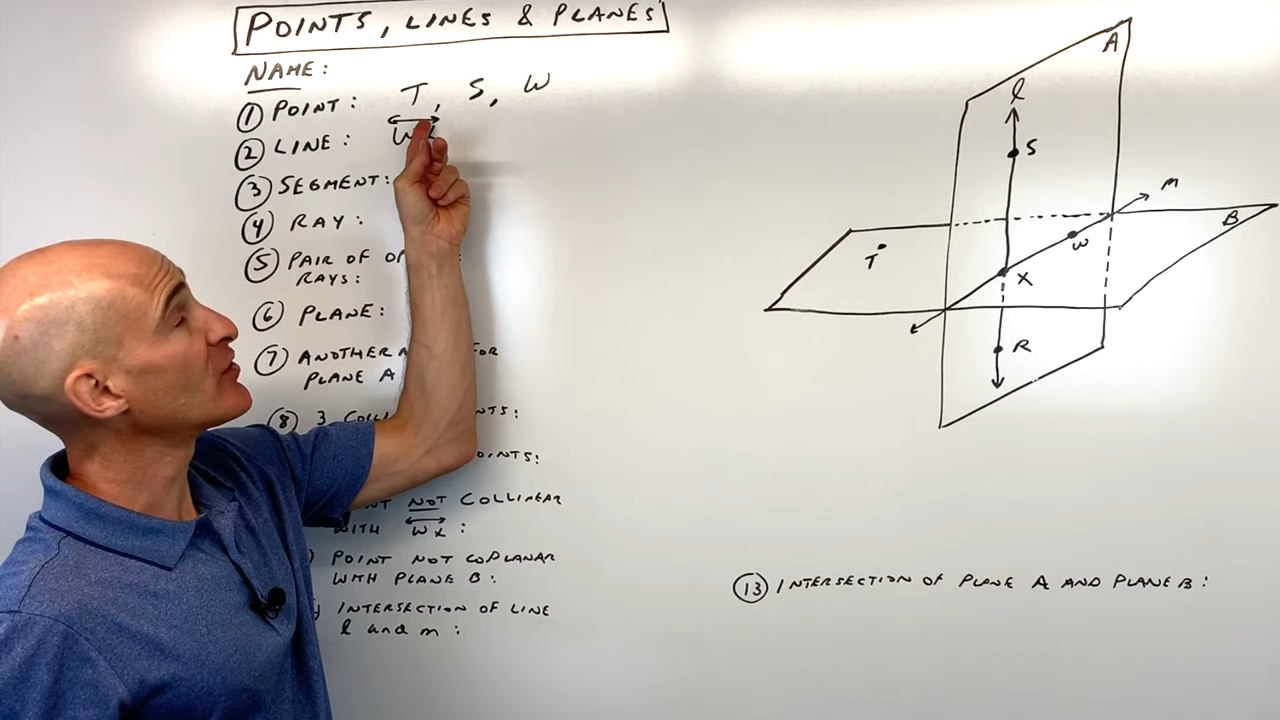 POINTS, LINES & PLANES
NAME:
① POINT: T, S, W
② LINE:
③ SEGMENT:
④ RAY:
⑤ PAIR OF
RAYS:
⑥ PLANE:
⑦ ANOTHER FOR
PLANE A
⑧ 3
NOT COLLINEAR
WITH WX :
POINT NOT COPLANAR
WITH PLANE B:
INTERSECTION OF LINE
l and m :
A
l
S
M
B
T
W
X
R
⑬ INTERSECTION OF PLANE A AND PLANE B: